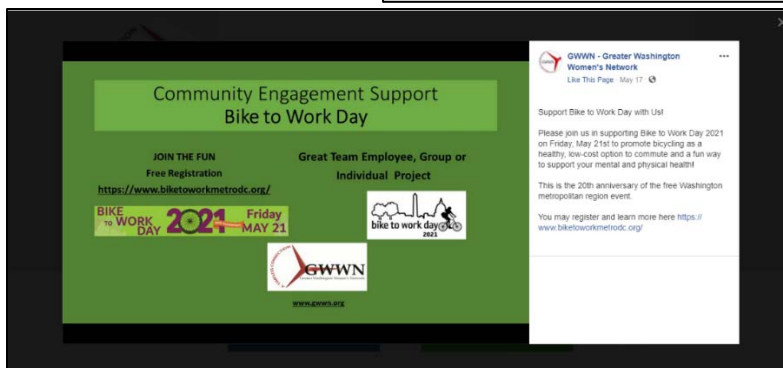 Community Engagement Support
Bike to Work Day
JOIN THE FUN
Free Registration
https://www.biketoworkmetrodc.org/
Great Team Employee, Group or
Individual Project
BIKE
TO WORK
DAY
2021
Friday
MAY 21
bike to work day
2021
GWWN
Greater Washington Women's Network
www.gwwn.org
GWWN - Greater Washington
Women's Network
Like This Page · May 17 ·
Support Bike to Work Day with Us!
Please join us in supporting Bike to Work Day 2021
on Friday, May 21st to promote bicycling as a
healthy, low-cost option to commute and a fun way
to support your mental and physical health!
This is the 20th anniversary of the free Washington
metropolitan region event.
You may register and learn more here https://
www.biketoworkmetrodc.org/